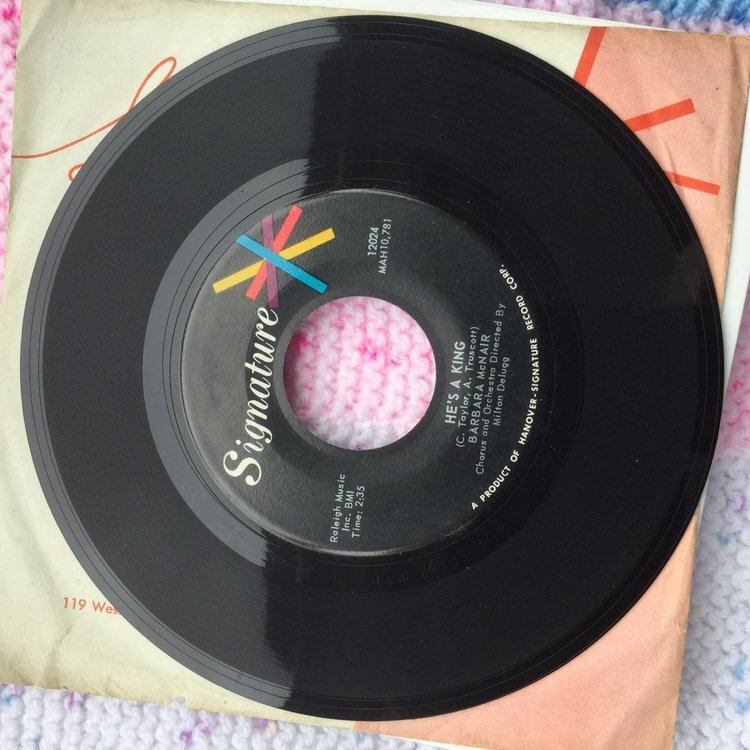 Signature
12024
MAH10,781
Raleigh Music
Inc. BMI
Time: 2:35
HE'S A KING
(C. Taylor, A. Truscott)
BARBARA McNAIR
Chorus and Orchestra Directed By
Milton Delugg
A PRODUCT OF HANOVER-SIGNATURE RECORD CORP.
119 Wes